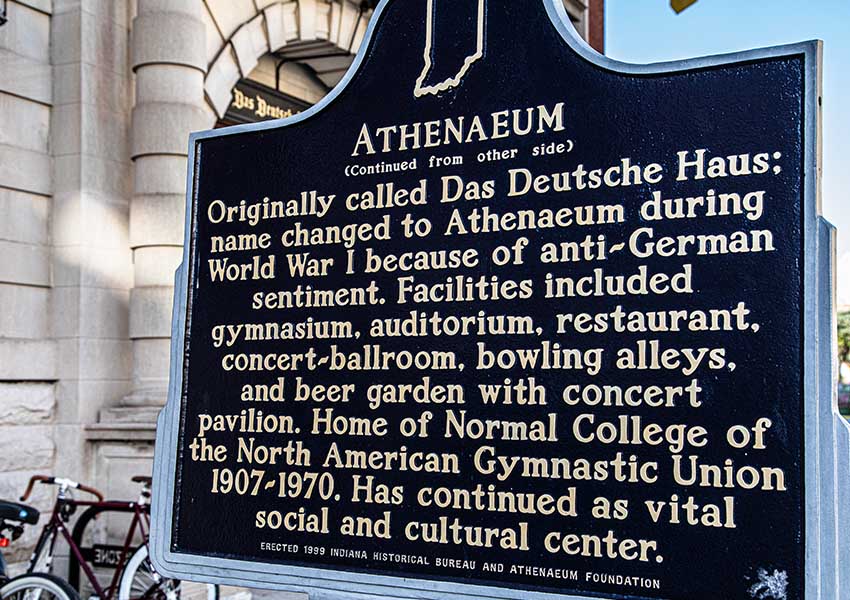 Das Deutsche
ATHENAEUM
(Continued from other side)
Originally called Das Deutsche Haus;
name changed to Athenaeum during
World War I because of anti-German
sentiment. Facilities included
gymnasium, auditorium, restaurant,
concert-ballroom, bowling alleys,
and beer garden with concert
pavilion. Home of Normal College of
the North American Gymnastic Union
1907-1970. Has continued as vital
social and cultural center.
ERECTED 1999 INDIANA HISTORICAL BUREAU AND ATHENAEUM FOUNDATION
ZONE